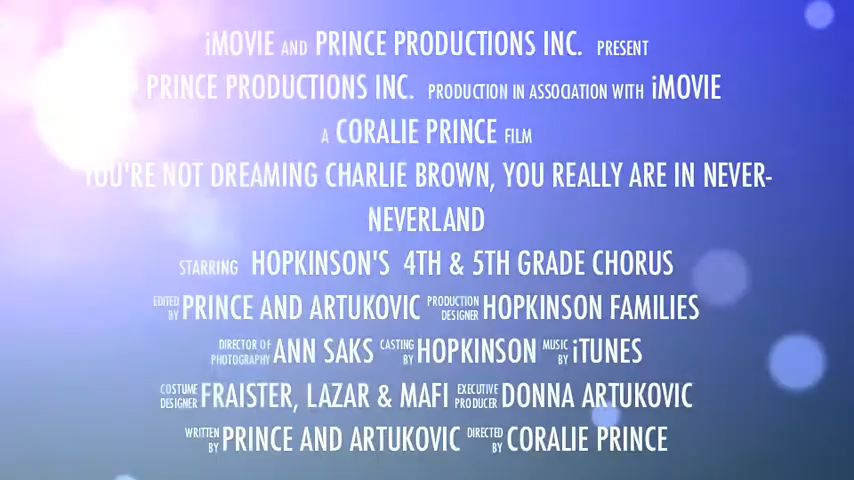 iMOVIE AND PRINCE PRODUCTIONS INC. PRESENT
PRINCE PRODUCTIONS INC. PRODUCTION IN ASSOCIATION WITH iMOVIE
A CORALIE PRINCE FILM
YOU'RE NOT DREAMING CHARLIE BROWN, YOU REALLY ARE IN NEVER-
NEVERLAND
STARRING HOPKINSON'S 4TH & 5TH GRADE CHORUS
EDITED BY PRINCE AND ARTUKOVIC PRODUCTION DESIGNER HOPKINSON FAMILIES
DIRECTOR OF PHOTOGRAPHY ANN SAKS CASTING BY HOPKINSON MUSIC BY iTUNES
COSTUME DESIGNER FRAISTER, LAZAR & MAFI EXECUTIVE PRODUCER DONNA ARTUKOVIC
WRITTEN BY PRINCE AND ARTUKOVIC DIRECTED BY CORALIE PRINCE